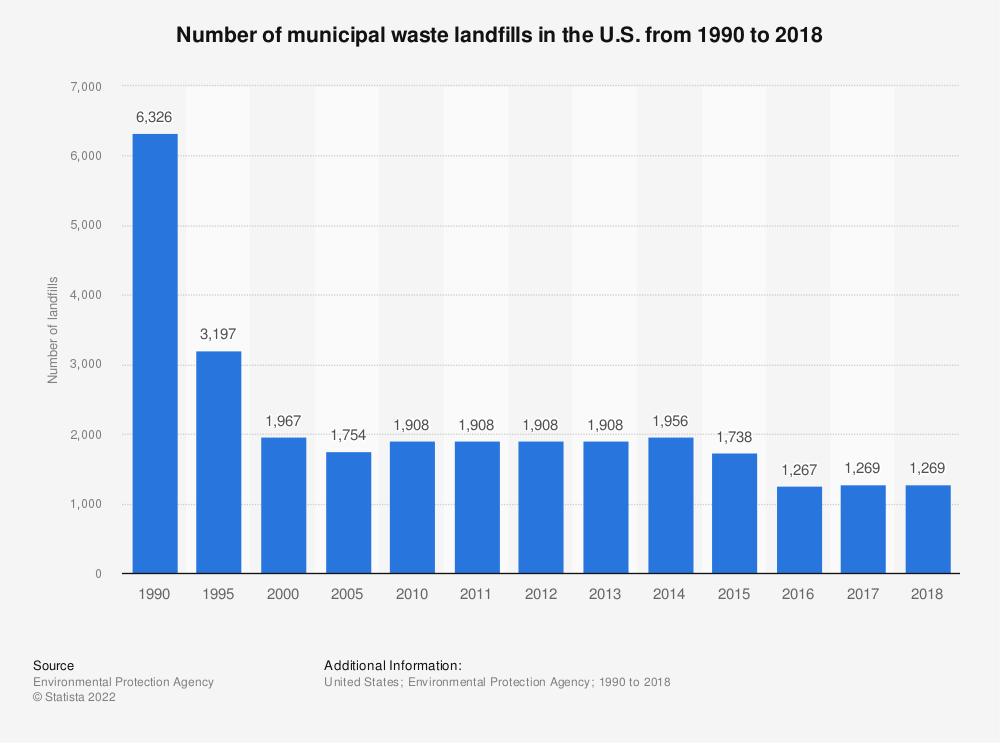 Number of municipal waste landfills in the U.S. from 1990 to 2018
7,000
6,000
5,000
4,000
3,000
2,000
1,000
0
Number of landfills
6,326
3,197
1,967
1,754
1,908
1,908
1,908
1,908
1,956
1,738
1,267
1,269
1,269
1990 1995 2000 2005 2010 2011 2012 2013 2014 2015 2016 2017 2018
Source
Environmental Protection Agency
© Statista 2022
Additional Information:
United States; Environmental Protection Agency; 1990 to 2018